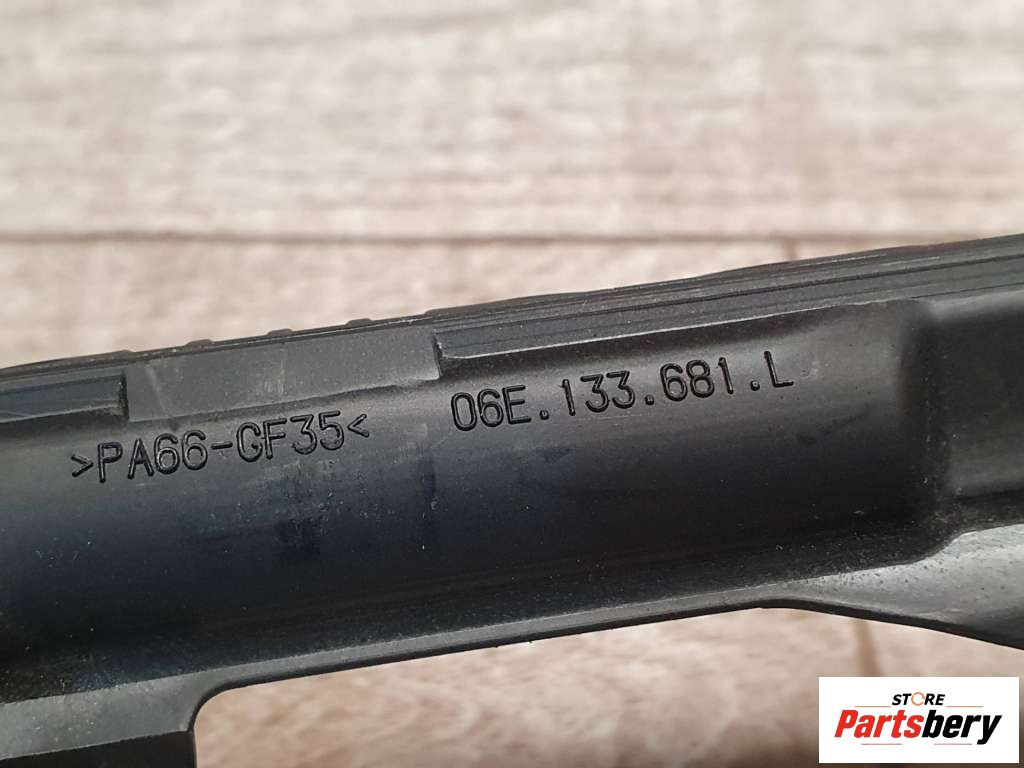 >PA66-GF35< 06E.133.681.L
STORE
Partsbery